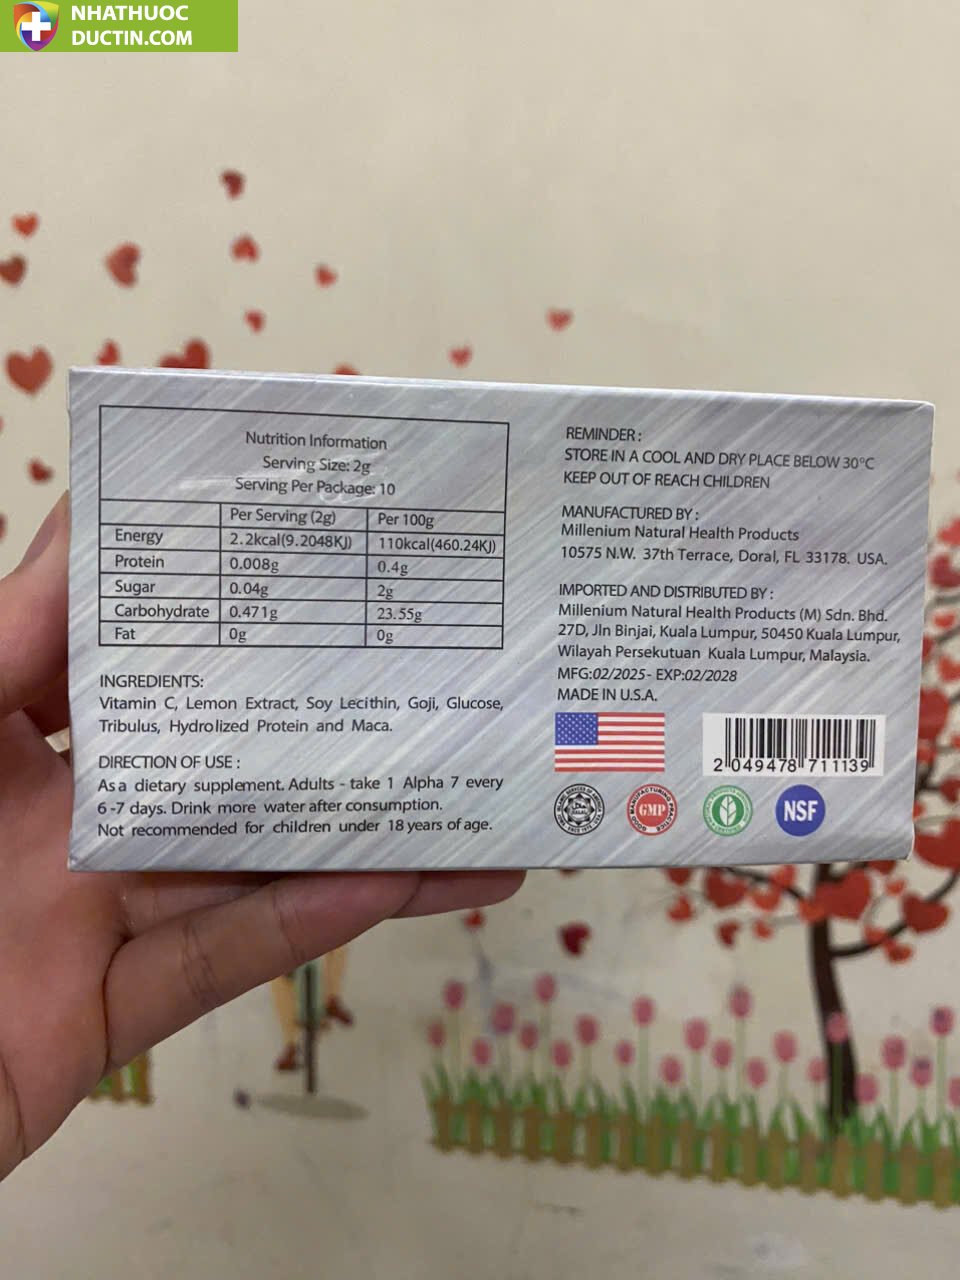 NHATHUOC
DUCTIN.COM
Nutrition Information
Serving Size: 2g
Serving Per Package: 10
Per Serving (2g) Per 100g
Energy 2.2kcal(9.2048KJ) 110kcal(460.24KJ)
Protein 0.008g 0.4g
Sugar 0.04g 2g
Carbohydrate 0.471g 23.55g
Fat 0g 0g
INGREDIENTS:
Vitamin C, Lemon Extract, Soy Lecithin, Goji, Glucose,
Tribulus, Hydrolized Protein and Maca.
DIRECTION OF USE :
As a dietary supplement. Adults - take 1 Alpha 7 every
6 -7 days. Drink more water after consumption.
Not recommended for children under 18 years of age.
REMINDER :
STORE IN A COOL AND DRY PLACE BELOW 30°C
KEEP OUT OF REACH CHILDREN
MANUFACTURED BY :
Millenium Natural Health Products
10575 N.W. 37th Terrace, Doral, FL 33178. USA.
IMPORTED AND DISTRIBUTED BY :
Millenium Natural Health Products (M) Sdn. Bhd.
27D, Jln Binjai, Kuala Lumpur, 50450 Kuala Lumpur,
Wilayah Persekutuan Kuala Lumpur, Malaysia.
MFG:02/2025- EXP:02/2028
MADE IN U.S.A.
2 049478 711139
GOOD MANUFACTURING PRACTICE
GMP
NSF